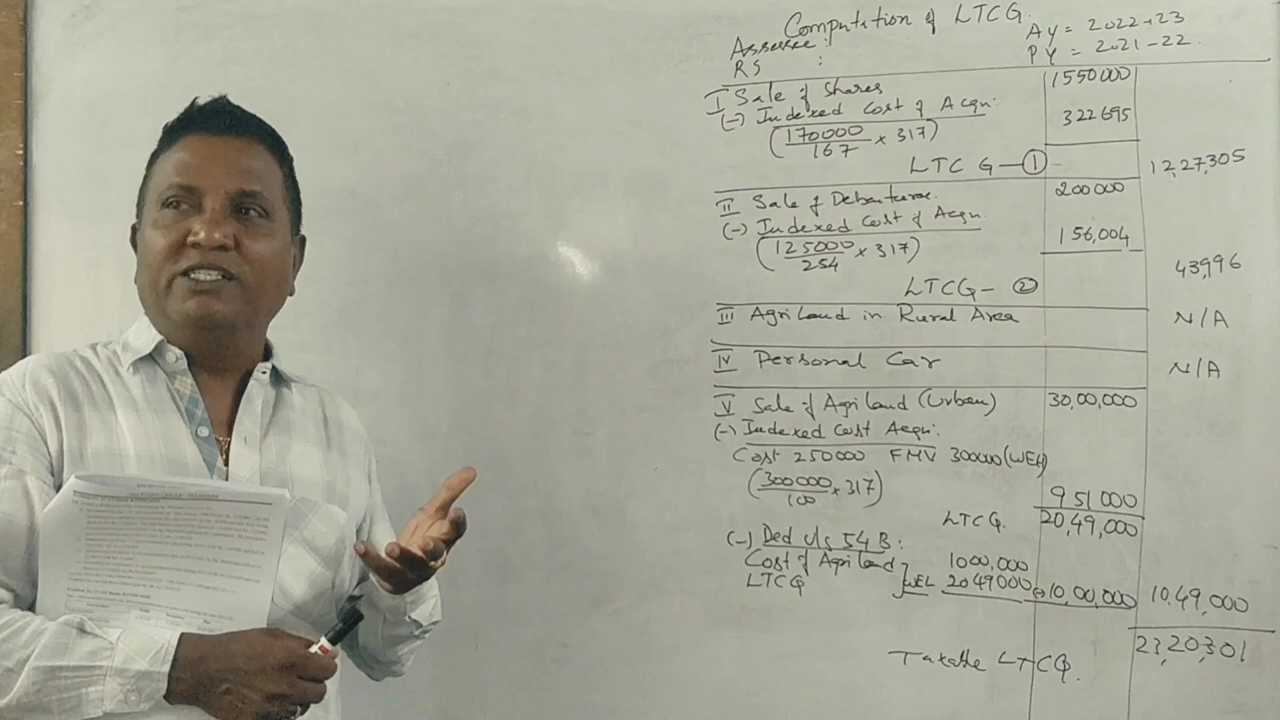 Computation of LTCG.
Assessee :
RS :
AY = 2022-23
PY = 2021-22.
I Sale of Shares 1550000
(-) Indexed Cost of Acqn: 322695
(170000/167 × 317)
LTCG — ① 12,27,305
II Sale of Debentures. 200000
(-) Indexed Cost of Acqn. 156,004
(125000/254 × 317)
LTCG - ② 43,996
III Agri Land in Rural Area N/A
IV Personal Car N/A
V Sale of Agri land (Urban) 30,00,000
(-) Indexed Cost Acqn:
Cost 250000 FMV 300000 (WEH)
(300000/100 × 317) 951000
LTCG. 20,49,000
(-) Ded u/s 54B:
Cost of Agri land 1000,000
LTCG } WEL 2049000 (-) 10,00,000 10,49,000
Taxable LTCG. 23,20,301